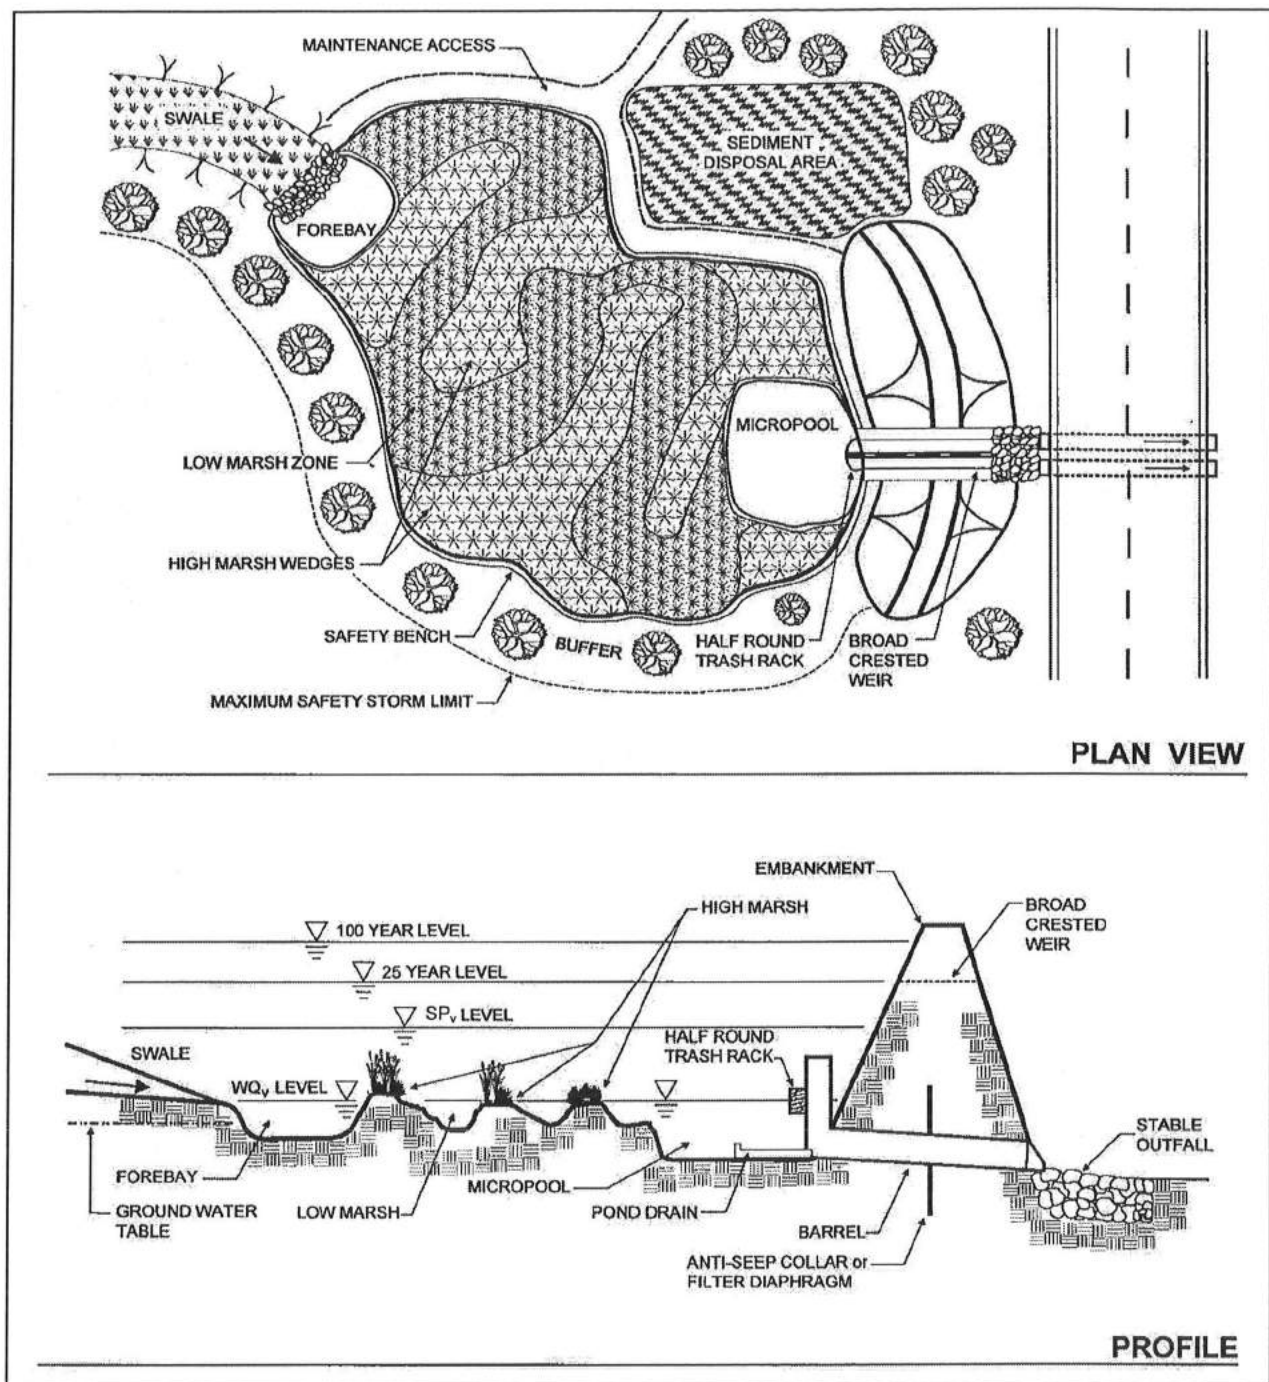 MAINTENANCE ACCESS
SWALE
SEDIMENT
DISPOSAL AREA
FOREBAY
MICROPOOL
LOW MARSH ZONE
HIGH MARSH WEDGES
SAFETY BENCH
BUFFER
HALF ROUND
TRASH RACK
BROAD
CRESTED
WEIR
MAXIMUM SAFETY STORM LIMIT
PLAN VIEW
EMBANKMENT
HIGH MARSH
BROAD
CRESTED
WEIR
100 YEAR LEVEL
25 YEAR LEVEL
SPv LEVEL
HALF ROUND
TRASH RACK
SWALE
WQv LEVEL
STABLE
OUTFALL
FOREBAY
MICROPOOL
GROUND WATER
TABLE
LOW MARSH
POND DRAIN
BARREL
ANTI-SEEP COLLAR or
FILTER DIAPHRAGM
PROFILE